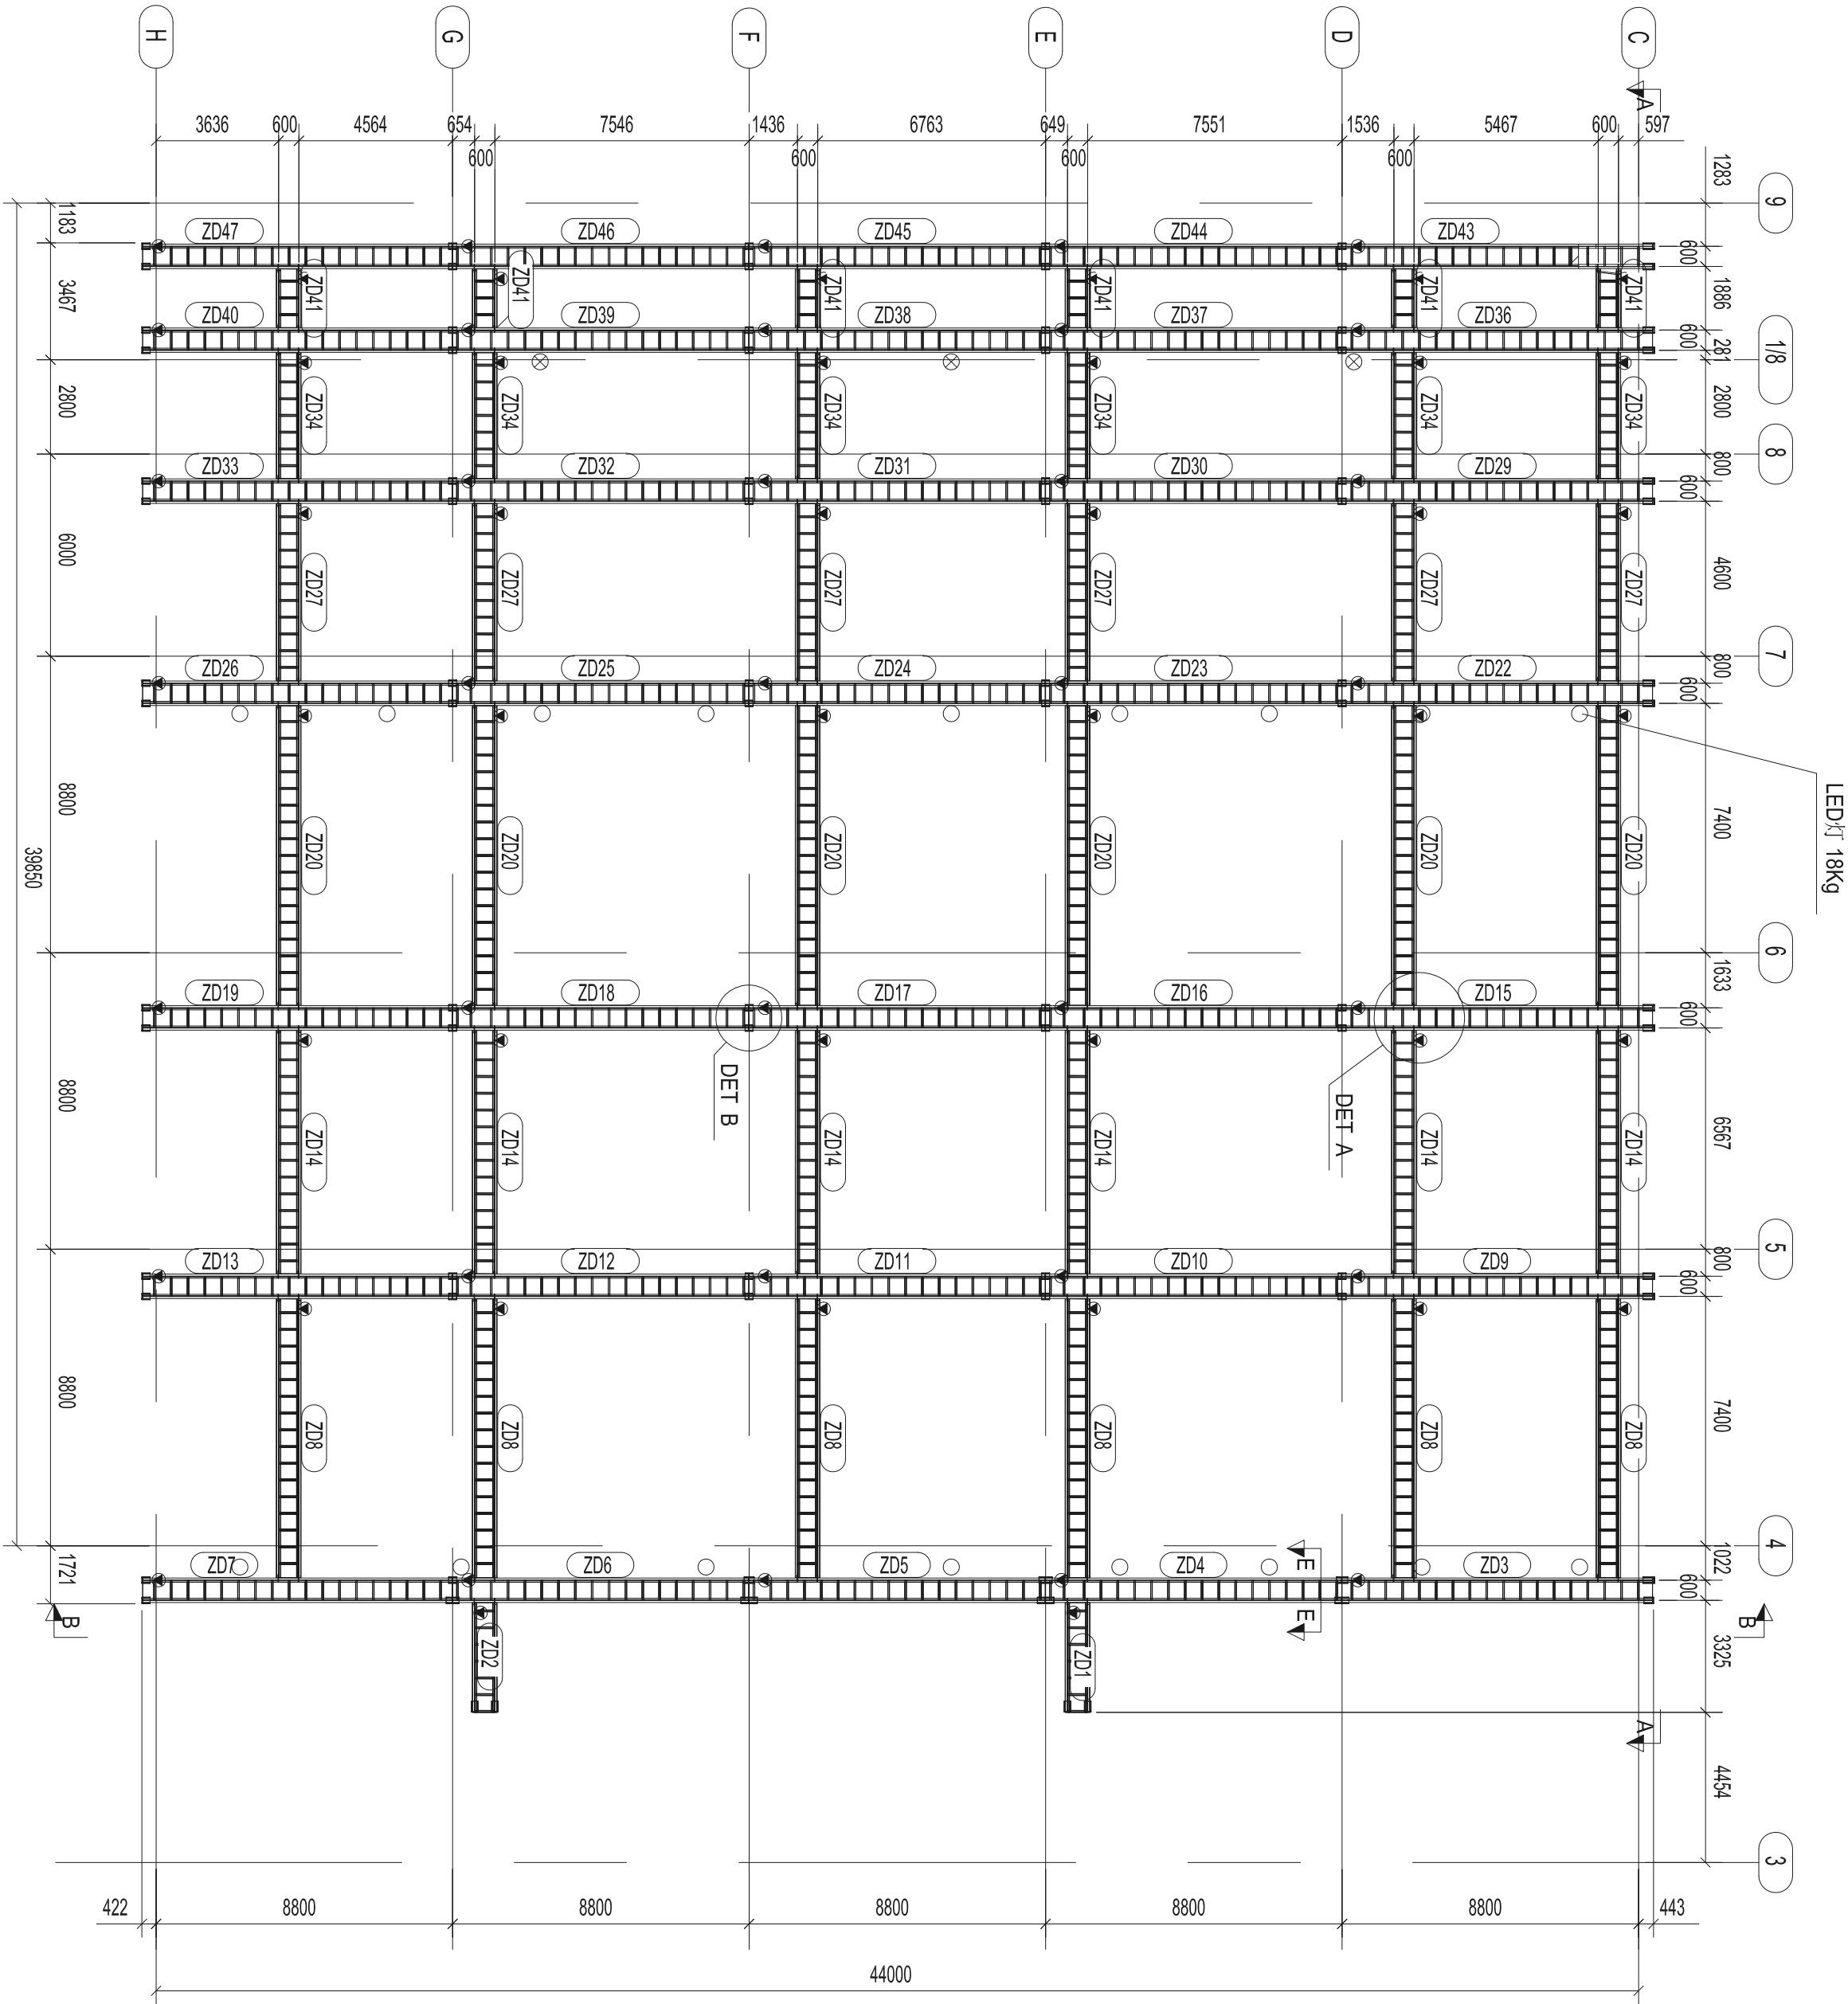 H
G
F
E
D
C
A
3636
600
4564
654
7546
1436
6763
649
7551
1536
5467
600
597
600
600
600
600
1283
9
1183
ZD47
ZD46
ZD45
ZD44
ZD43
600
3467
ZD41
ZD41
ZD41
ZD41
ZD41
ZD41
1886
ZD40
ZD39
ZD38
ZD37
ZD36
600
281
1/8
2800
ZD34
ZD34
ZD34
ZD34
ZD34
ZD34
2800
8
800
ZD33
ZD32
ZD31
ZD30
ZD29
600
6000
ZD27
ZD27
ZD27
ZD27
ZD27
ZD27
4600
7
800
ZD26
ZD25
ZD24
ZD23
ZD22
600
8800
39850
ZD20
ZD20
ZD20
ZD20
ZD20
ZD20
7400
LED灯 18Kg
6
1633
ZD19
ZD18
ZD17
ZD16
ZD15
600
DET B
DET A
8800
ZD14
ZD14
ZD14
ZD14
ZD14
ZD14
6567
5
800
ZD13
ZD12
ZD11
ZD10
ZD9
600
8800
ZD8
ZD8
ZD8
ZD8
ZD8
ZD8
7400
4
1022
1721
ZD7
ZD6
ZD5
ZD4
ZD3
E
600
E
B
B
ZD2
ZD1
3325
A
4454
3
422
8800
8800
8800
8800
8800
443
44000